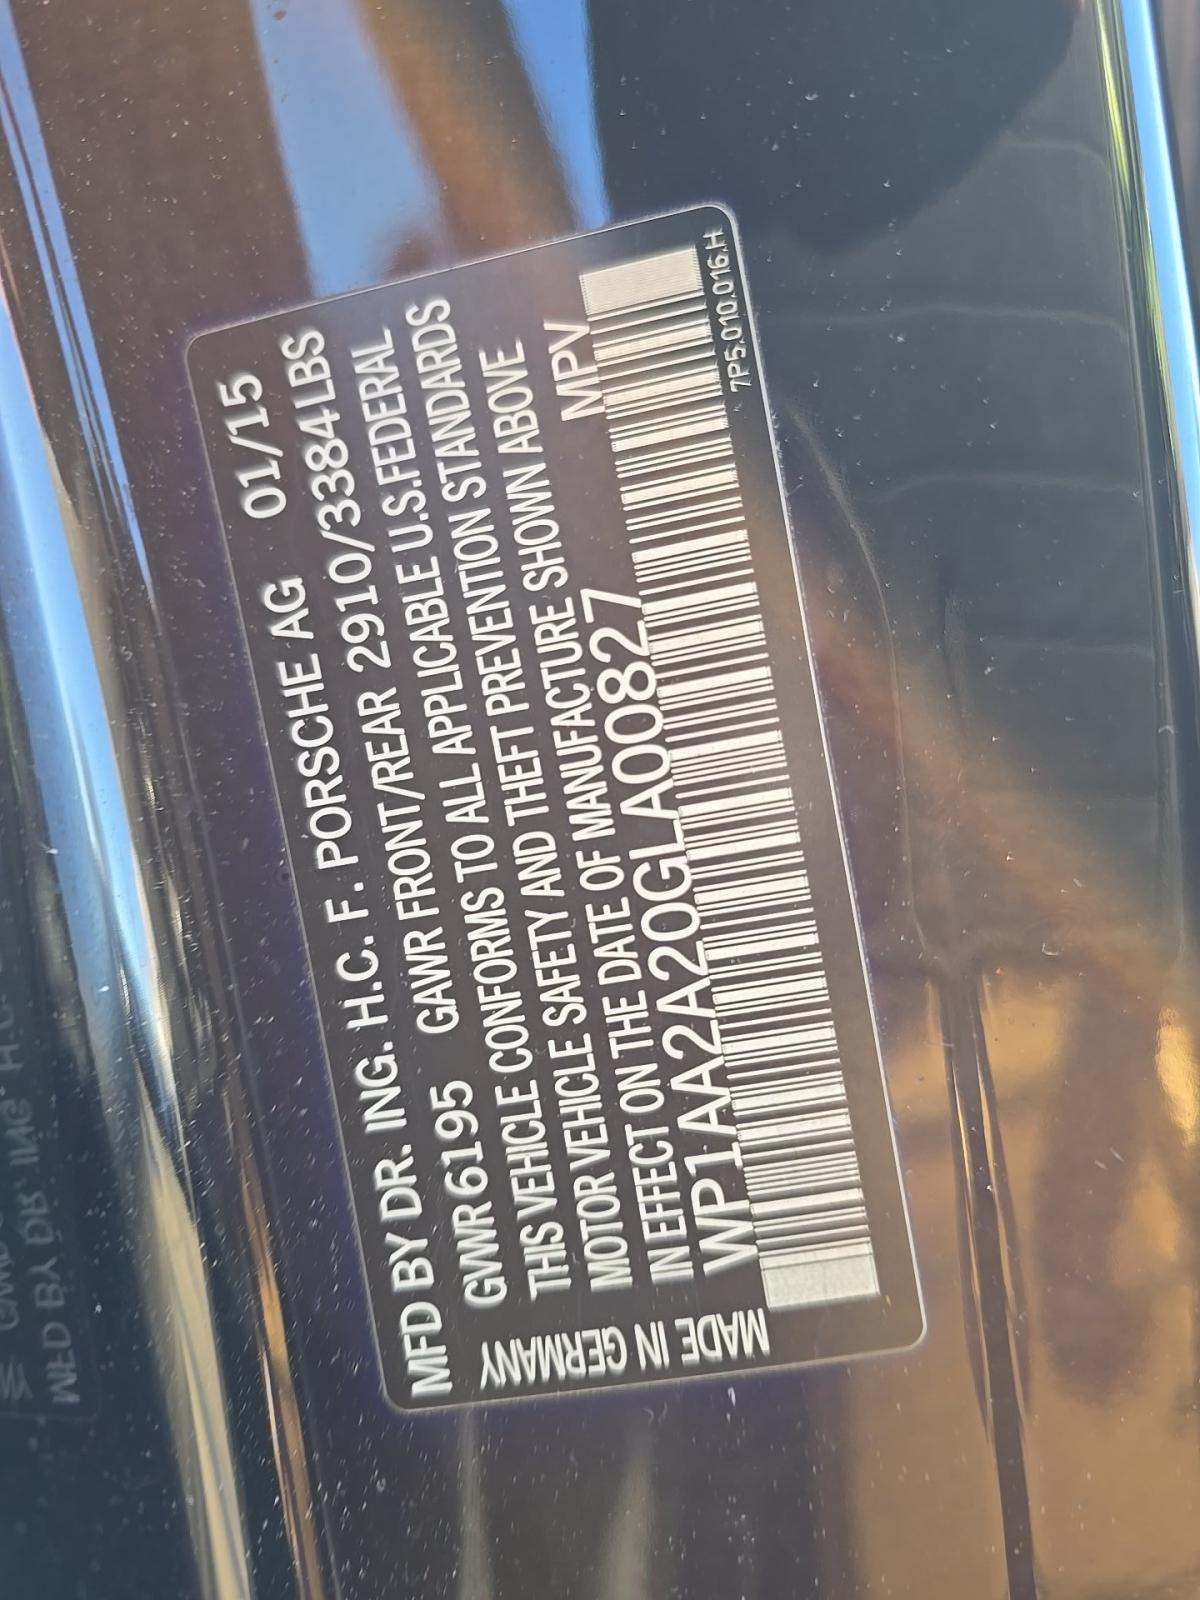 MFD BY DR. ING. H.C. F. PORSCHE AG 01/15
GVWR 6195 GAWR FRONT/REAR 2910/3384LBS
THIS VEHICLE CONFORMS TO ALL APPLICABLE U.S.FEDERAL
MOTOR VEHICLE SAFETY AND THEFT PREVENTION STANDARDS
IN EFFECT ON THE DATE OF MANUFACTURE SHOWN ABOVE
WP1AA2A20GLA00827 MPV
MADE IN GERMANY
7P5.010.016.H